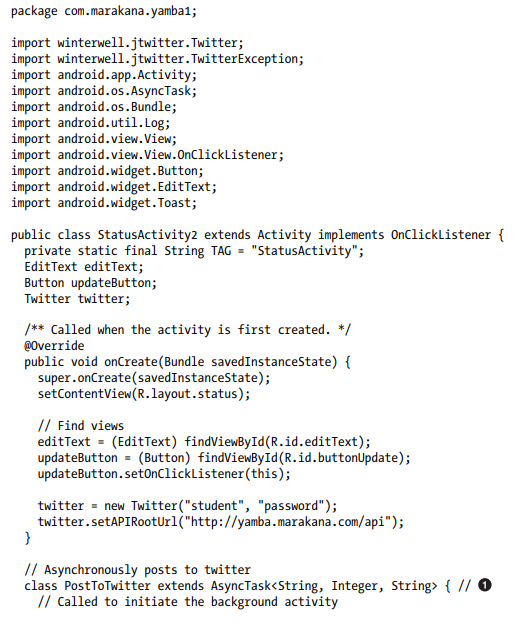 package com.marakana.yamba1;
import winterwell.jtwitter.Twitter;
import winterwell.jtwitter.TwitterException;
import android.app.Activity;
import android.os.AsyncTask;
import android.os.Bundle;
import android.util.Log;
import android.view.View;
import android.view.View.OnClickListener;
import android.widget.Button;
import android.widget.EditText;
import android.widget.Toast;
public class StatusActivity2 extends Activity implements OnClickListener {
private static final String TAG = "StatusActivity";
EditText editText;
Button updateButton;
Twitter twitter;
/** Called when the activity is first created. */
@Override
public void onCreate(Bundle savedInstanceState) {
super.onCreate(savedInstanceState);
setContentView(R.layout.status);
// Find views
editText = (EditText) findViewById(R.id.editText);
updateButton = (Button) findViewById(R.id.buttonUpdate);
updateButton.setOnClickListener(this);
twitter = new Twitter("student", "password");
twitter.setAPIRootUrl("http://yamba.marakana.com/api");
}
// Asynchronously posts to twitter
class PostToTwitter extends AsyncTask<String, Integer, String> { // ❶
// Called to initiate the background activity